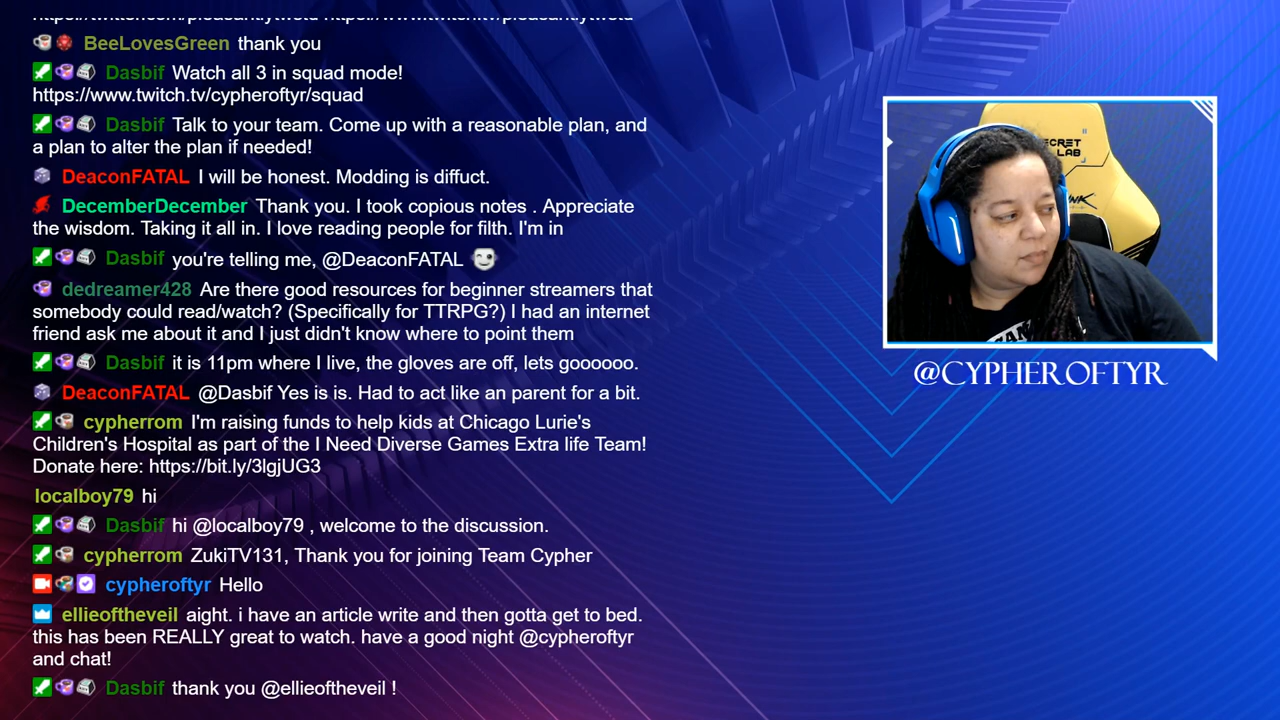 BeeLovesGreen thank you
Dasbif Watch all 3 in squad mode!
https://www.twitch.tv/cypheroftyr/squad
Dasbif Talk to your team. Come up with a reasonable plan, and
a plan to alter the plan if needed!
DeaconFATAL I will be honest. Modding is diffuct.
DecemberDecember Thank you. I took copious notes . Appreciate
the wisdom. Taking it all in. I love reading people for filth. I'm in
Dasbif you're telling me, @DeaconFATAL
dedreamer428 Are there good resources for beginner streamers that
somebody could read/watch? (Specifically for TTRPG?) I had an internet
friend ask me about it and I just didn't know where to point them
Dasbif it is 11pm where I live, the gloves are off, lets goooooo.
DeaconFATAL @Dasbif Yes is is. Had to act like an parent for a bit.
cypherrom I'm raising funds to help kids at Chicago Lurie's
Children's Hospital as part of the I Need Diverse Games Extra life Team!
Donate here: https://bit.ly/3lgjUG3
localboy79 hi
Dasbif hi @localboy79 , welcome to the discussion.
cypherrom ZukiTV131, Thank you for joining Team Cypher
cypheroftyr Hello
ellieoftheveil aight. i have an article write and then gotta get to bed.
this has been REALLY great to watch. have a good night @cypheroftyr
and chat!
Dasbif thank you @ellieoftheveil !
ECRET
LAB
@CYPHEROFTYR